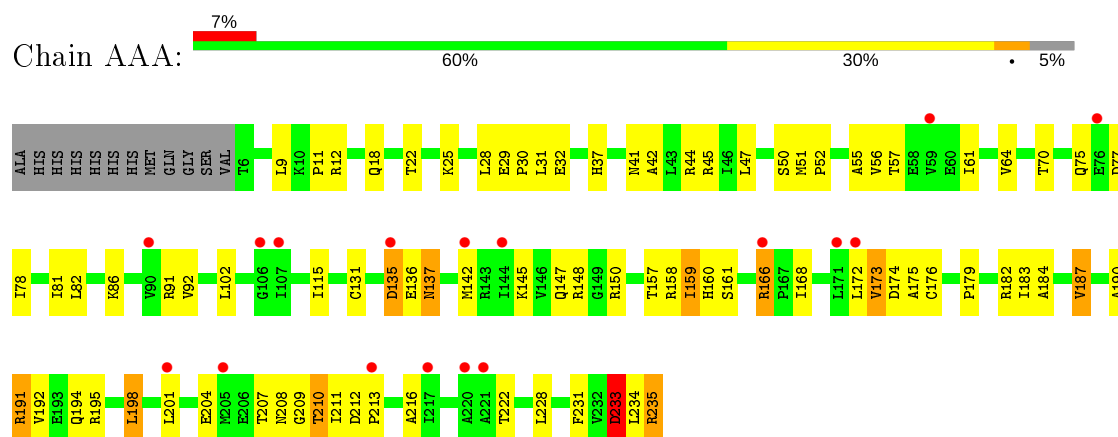 7%
Chain AAA:
60% 30% • 5%
ALA HIS HIS HIS HIS HIS HIS MET GLN GLY SER VAL T6 L9 K10 P11 R12 Q18 T22 K25 L28 E29 P30 L31 E32 H37 N41 A42 L43 R44 R45 I46 L47 S50 M51 P52 A55 V56 T57 E58 V59 E60 I61 V64 T70 Q75 E76 D77
I78 I81 L82 K86 V90 R91 V92 L102 G106 I107 I115 C131 D135 E136 N137 M142 R143 I144 K145 V146 Q147 R148 G149 R150 T157 R158 I159 H160 S161 R166 P167 I168 L171 L172 V173 D174 A175 C176 P179 R182 I183 A184 V187 A190
R191 V192 E193 Q194 R195 L198 L201 E204 M205 E206 T207 N208 G209 T210 I211 D212 P213 A216 I217 A220 A221 T222 L228 F231 V232 D233 L234 R235